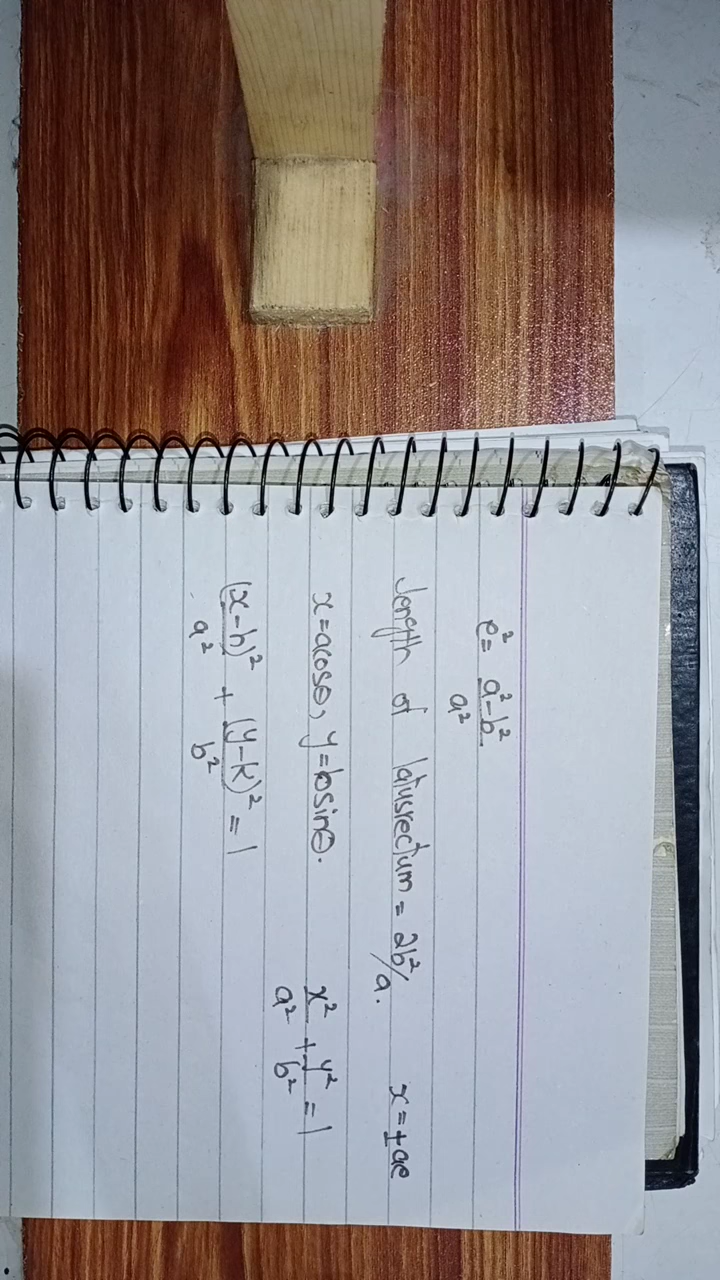 e² = a²-b²/a²
length of latusrectum = 2b²/a. x = ±ae
x=acosθ, y=bsinθ. x²/a² + y²/b² = 1
(x-h)²/a² + (y-k)²/b² = 1